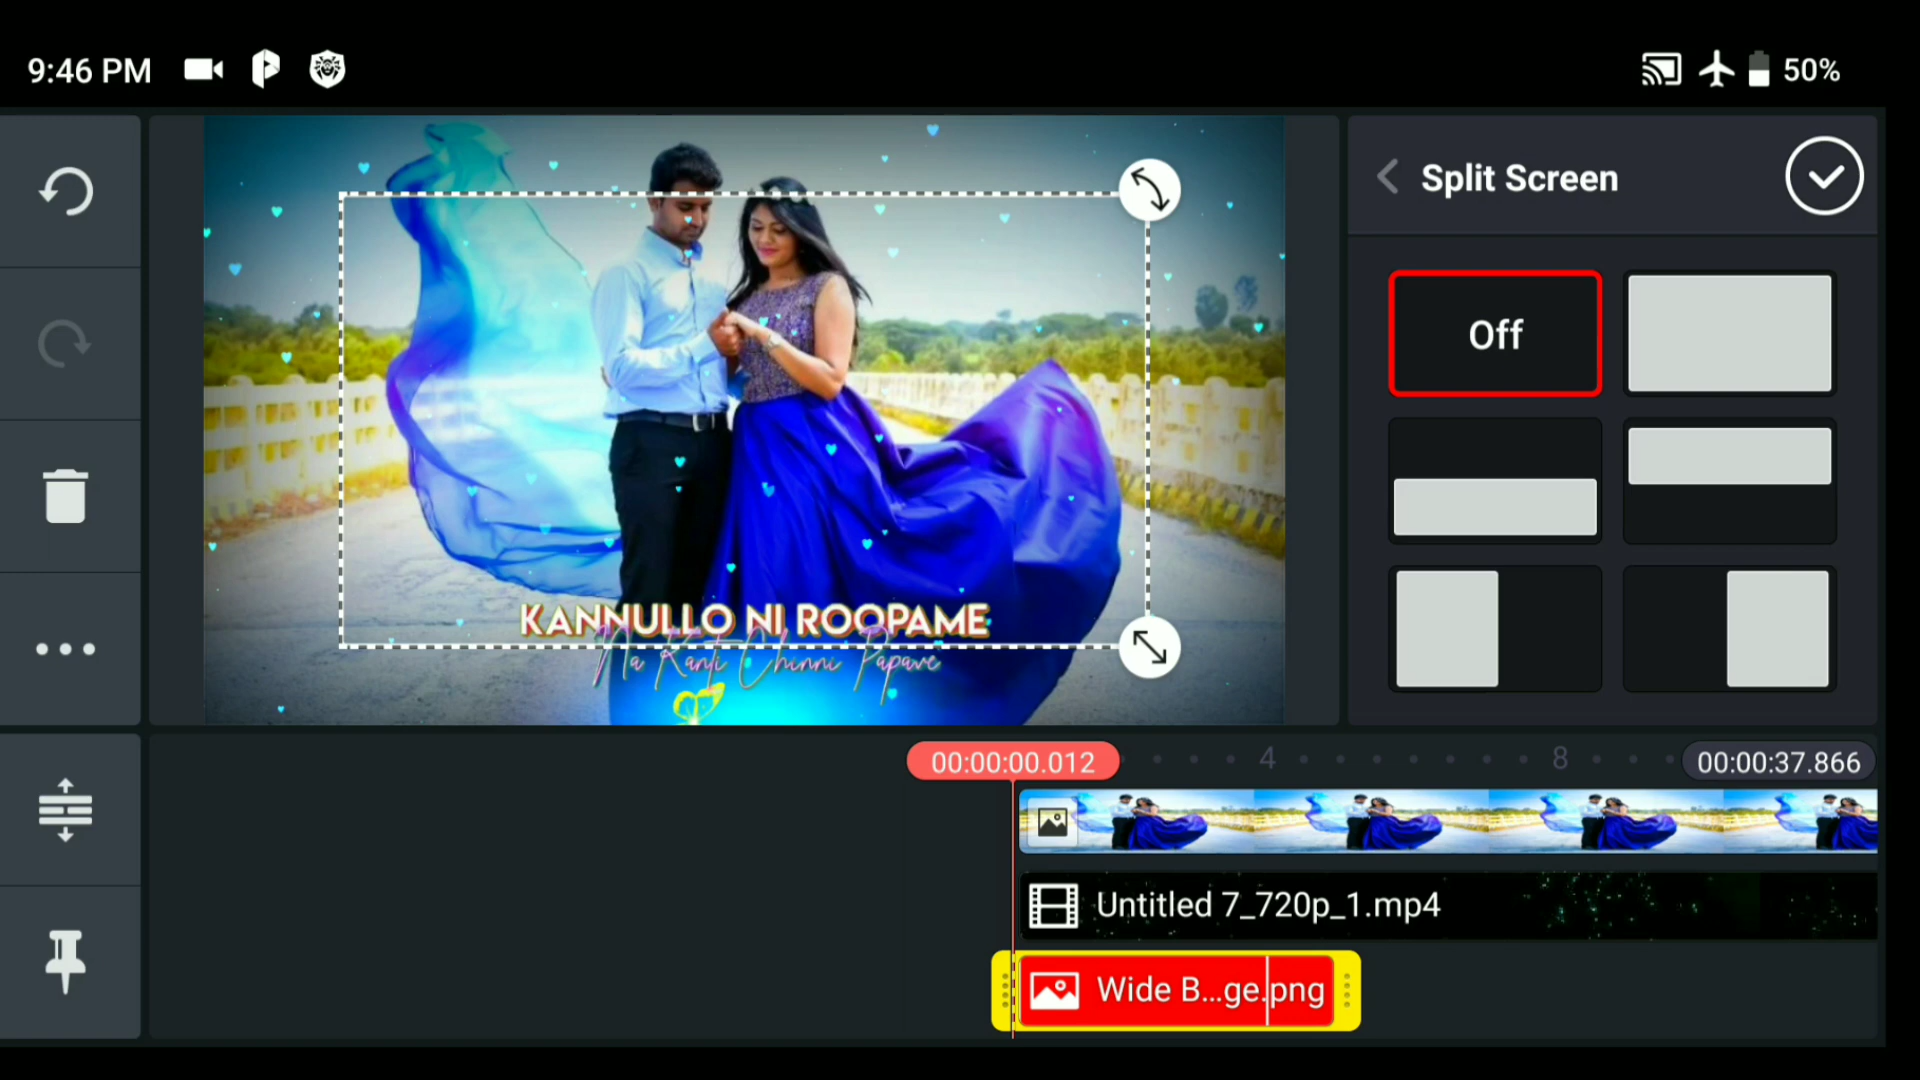 9:46 PM
50%
Split Screen
Off
KANNULLO NI ROOPAME
Na Kanti Chinni Papave
00:00:00.012
4
8
00:00:37.866
Untitled 7_720p_1.mp4
Wide B...ge.png